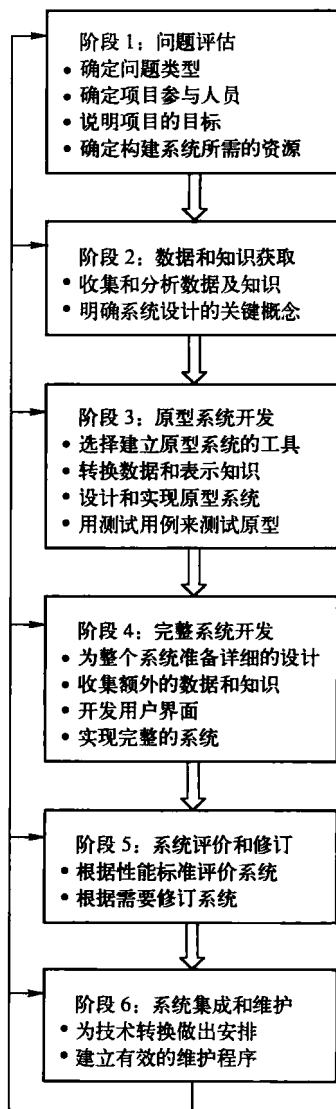 阶段 1：问题评估
• 确定问题类型
• 确定项目参与人员
• 说明项目的目标
• 确定构建系统所需的资源
阶段 2：数据和知识获取
• 收集和分析数据及知识
• 明确系统设计的关键概念
阶段 3：原型系统开发
• 选择建立原型系统的工具
• 转换数据和表示知识
• 设计和实现原型系统
• 用测试用例来测试原型
阶段 4：完整系统开发
• 为整个系统准备详细的设计
• 收集额外的数据和知识
• 开发用户界面
• 实现完整的系统
阶段 5：系统评价和修订
• 根据性能标准评价系统
• 根据需要修订系统
阶段 6：系统集成和维护
• 为技术转换做出安排
• 建立有效的维护程序